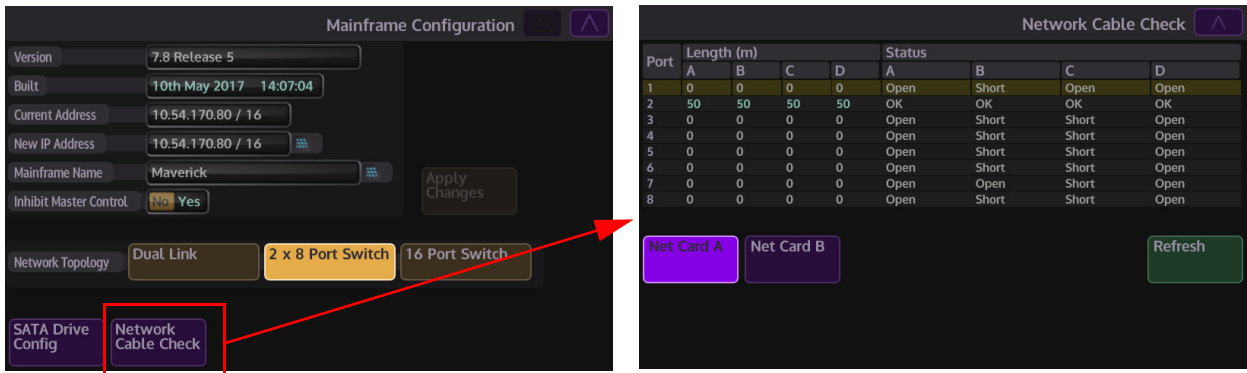 Mainframe Configuration
Version 7.8 Release 5
Built 10th May 2017 14:07:04
Current Address 10.54.170.80 / 16
New IP Address 10.54.170.80 / 16
Mainframe Name Maverick
Inhibit Master Control No Yes
Apply
Changes
Network Topology Dual Link 2 x 8 Port Switch 16 Port Switch
SATA Drive
Config
Network
Cable Check
Network Cable Check
Port Length (m) Status
A B C D A B C D
1 0 0 0 0 Open Short Open Open
2 50 50 50 50 OK OK OK OK
3 0 0 0 0 Open Short Short Open
4 0 0 0 0 Open Short Short Open
5 0 0 0 0 Open Short Short Open
6 0 0 0 0 Open Short Short Open
7 0 0 0 0 Open Open Short Open
8 0 0 0 0 Open Short Short Open
Net Card A Net Card B Refresh